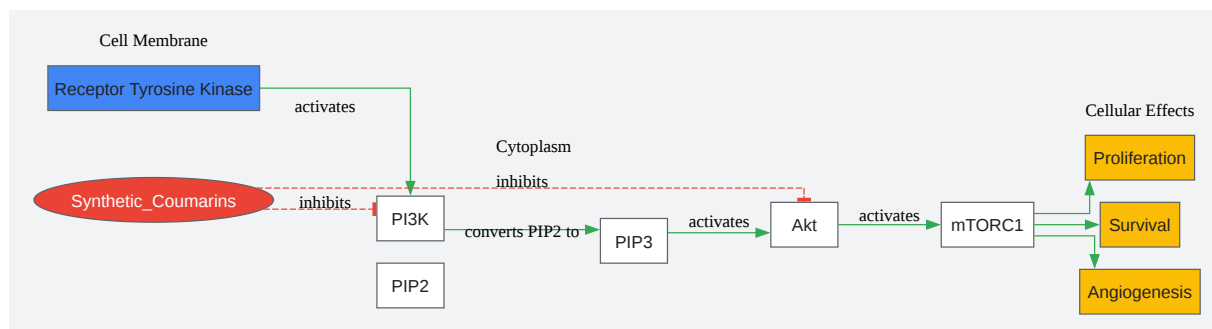 Cell Membrane
Receptor Tyrosine Kinase
activates
Cellular Effects
Proliferation
Cytoplasm
inhibits
Synthetic_Coumarins
inhibits
PI3K
converts PIP2 to
PIP3
activates
Akt
activates
mTORC1
Survival
PIP2
Angiogenesis